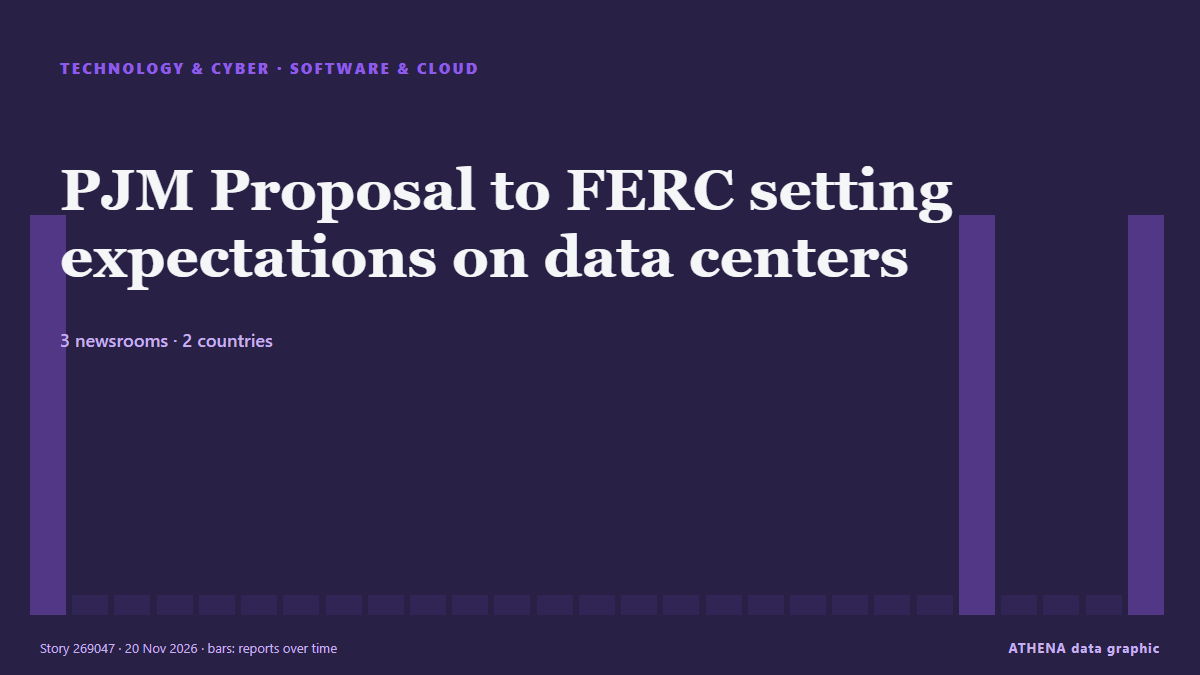 TECHNOLOGY & CYBER · SOFTWARE & CLOUD
PJM Proposal to FERC setting
expectations on data centers
3 newsrooms · 2 countries
Story 269047 · 20 Nov 2026 · bars: reports over time
ATHENA data graphic